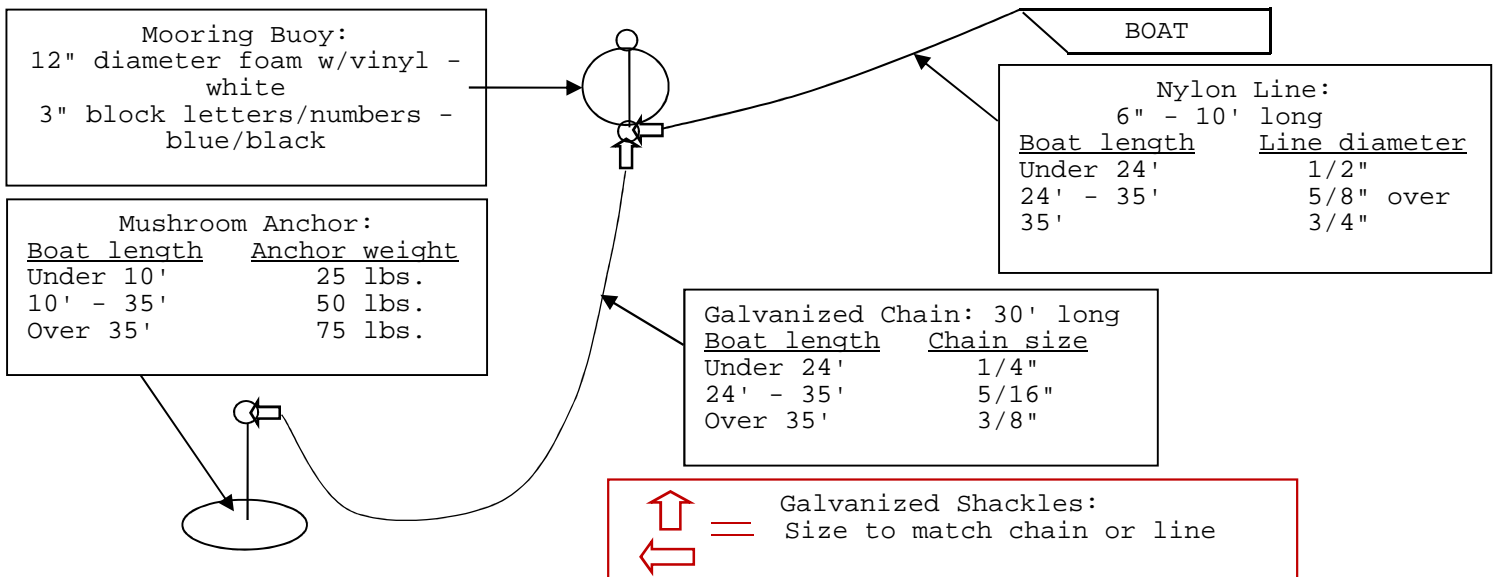 Mooring Buoy:
12" diameter foam w/vinyl -
white
3" block letters/numbers -
blue/black
BOAT
Nylon Line:
6" - 10' long
Boat length Line diameter
Under 24' 1/2"
24' - 35' 5/8" over
35' 3/4"
Mushroom Anchor:
Boat length Anchor weight
Under 10' 25 lbs.
10' - 35' 50 lbs.
Over 35' 75 lbs.
Galvanized Chain: 30' long
Boat length Chain size
Under 24' 1/4"
24' - 35' 5/16"
Over 35' 3/8"
Galvanized Shackles:
Size to match chain or line